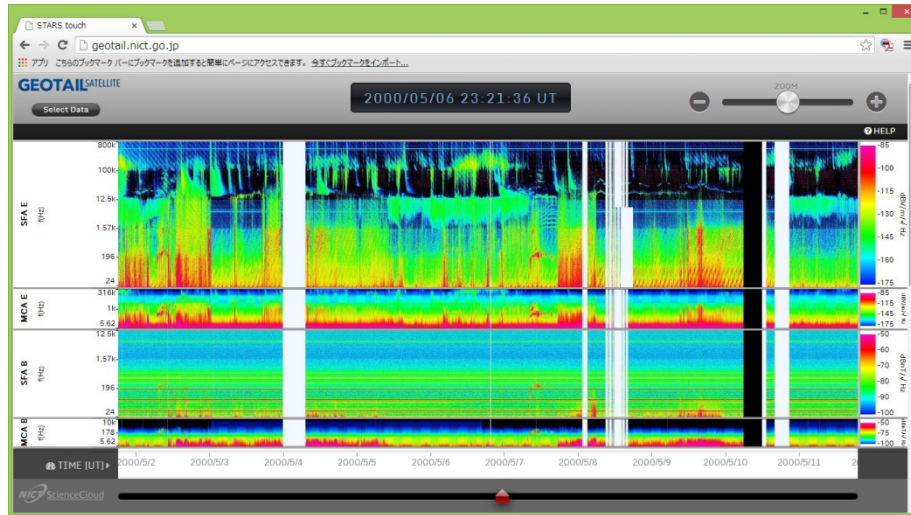 STARS touch
geotail.nict.go.jp
アプリ こちらのブックマーク バーにブックマークを追加すると簡単にページにアクセスできます。 今すぐブックマークをインポート...
GEOTAIL SATELLITE
Select Data
2000/05/06 23:21:36 UT
ZOOM
HELP
SFA E
f(Hz)
800k
100k
12.5k
1.57k
196
24
-85
-100
-115
-130
-145
-160
-175
dBV/m/√Hz
MCA E
f(Hz)
316k
1k
5.62
-85
-115
-145
-175
SFA B
f(Hz)
12.5k
1.57k
196
24
-50
-60
-70
-80
-90
-100
dBnT/√Hz
MCA B
f(Hz)
10k
178
5.62
-50
-75
-100
TIME [UT]
2000/5/2 2000/5/3 2000/5/4 2000/5/5 2000/5/6 2000/5/7 2000/5/8 2000/5/9 2000/5/10 2000/5/11
NICT ScienceCloud